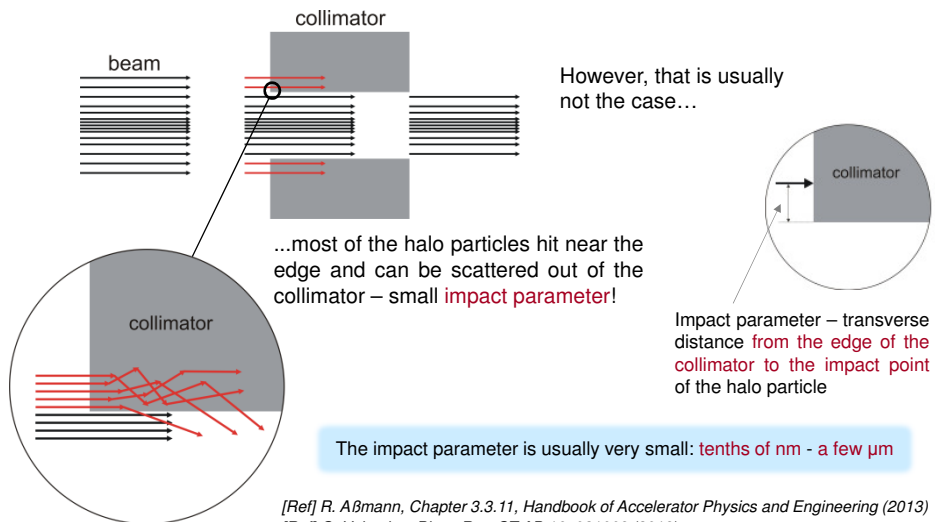 collimator
beam
However, that is usually
not the case…
collimator
...most of the halo particles hit near the
edge and can be scattered out of the
collimator – small impact parameter!
collimator
Impact parameter – transverse
distance from the edge of the
collimator to the impact point
of the halo particle
The impact parameter is usually very small: tenths of nm - a few µm
[Ref] R. Aßmann, Chapter 3.3.11, Handbook of Accelerator Physics and Engineering (2013)